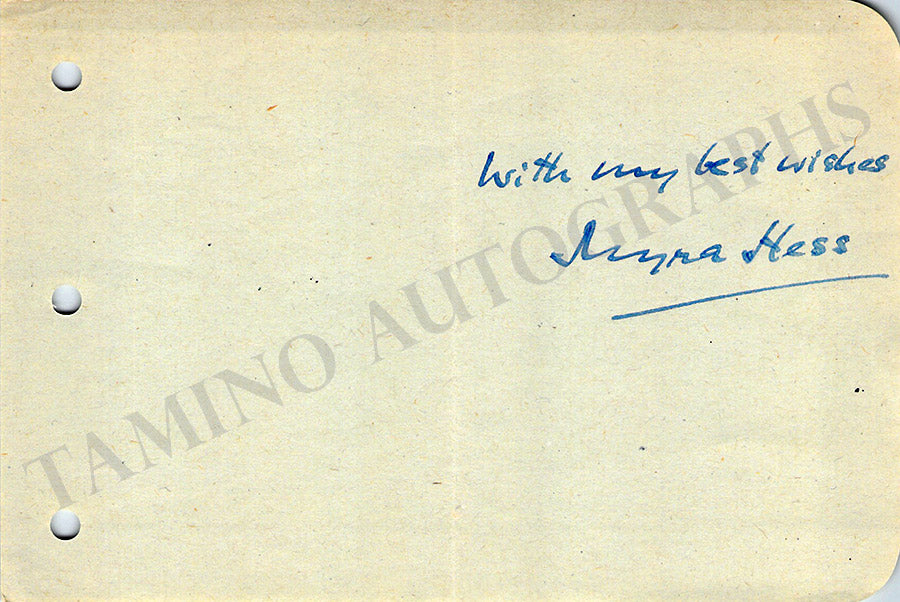 With my best wishes
Myra Hess
TAMINO AUTOGRAPHS